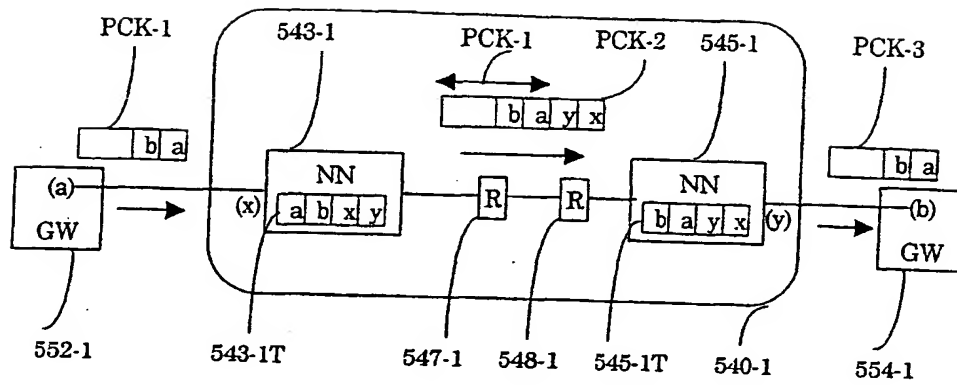 543-1 PCK-1 PCK-2 545-1
PCK-1 PCK-3
b a y x
b a
b a
(a) NN R R NN (b)
(x) (y)
a b x y
b a y x
GW GW
552-1 543-1T 547-1 548-1 545-1T 540-1 554-1